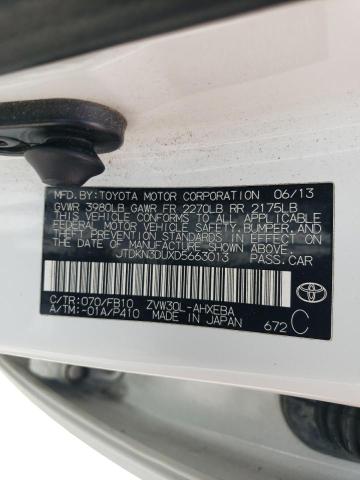 MFD. BY: TOYOTA MOTOR CORPORATION 06/13
GVWR 3980LB GAWR FR 2270LB RR 2175LB
THIS VEHICLE CONFORMS TO ALL APPLICABLE
FEDERAL MOTOR VEHICLE SAFETY, BUMPER, AND
THEFT PREVENTION STANDARDS IN EFFECT ON
THE DATE OF MANUFACTURE SHOWN ABOVE.
JTDKN3DUXD5663013 PASS.CAR
C/TR:070/FB10 ZVW30L-AHXEBA
A/TM:-01A/P410 MADE IN JAPAN 672 C
TOYOTA